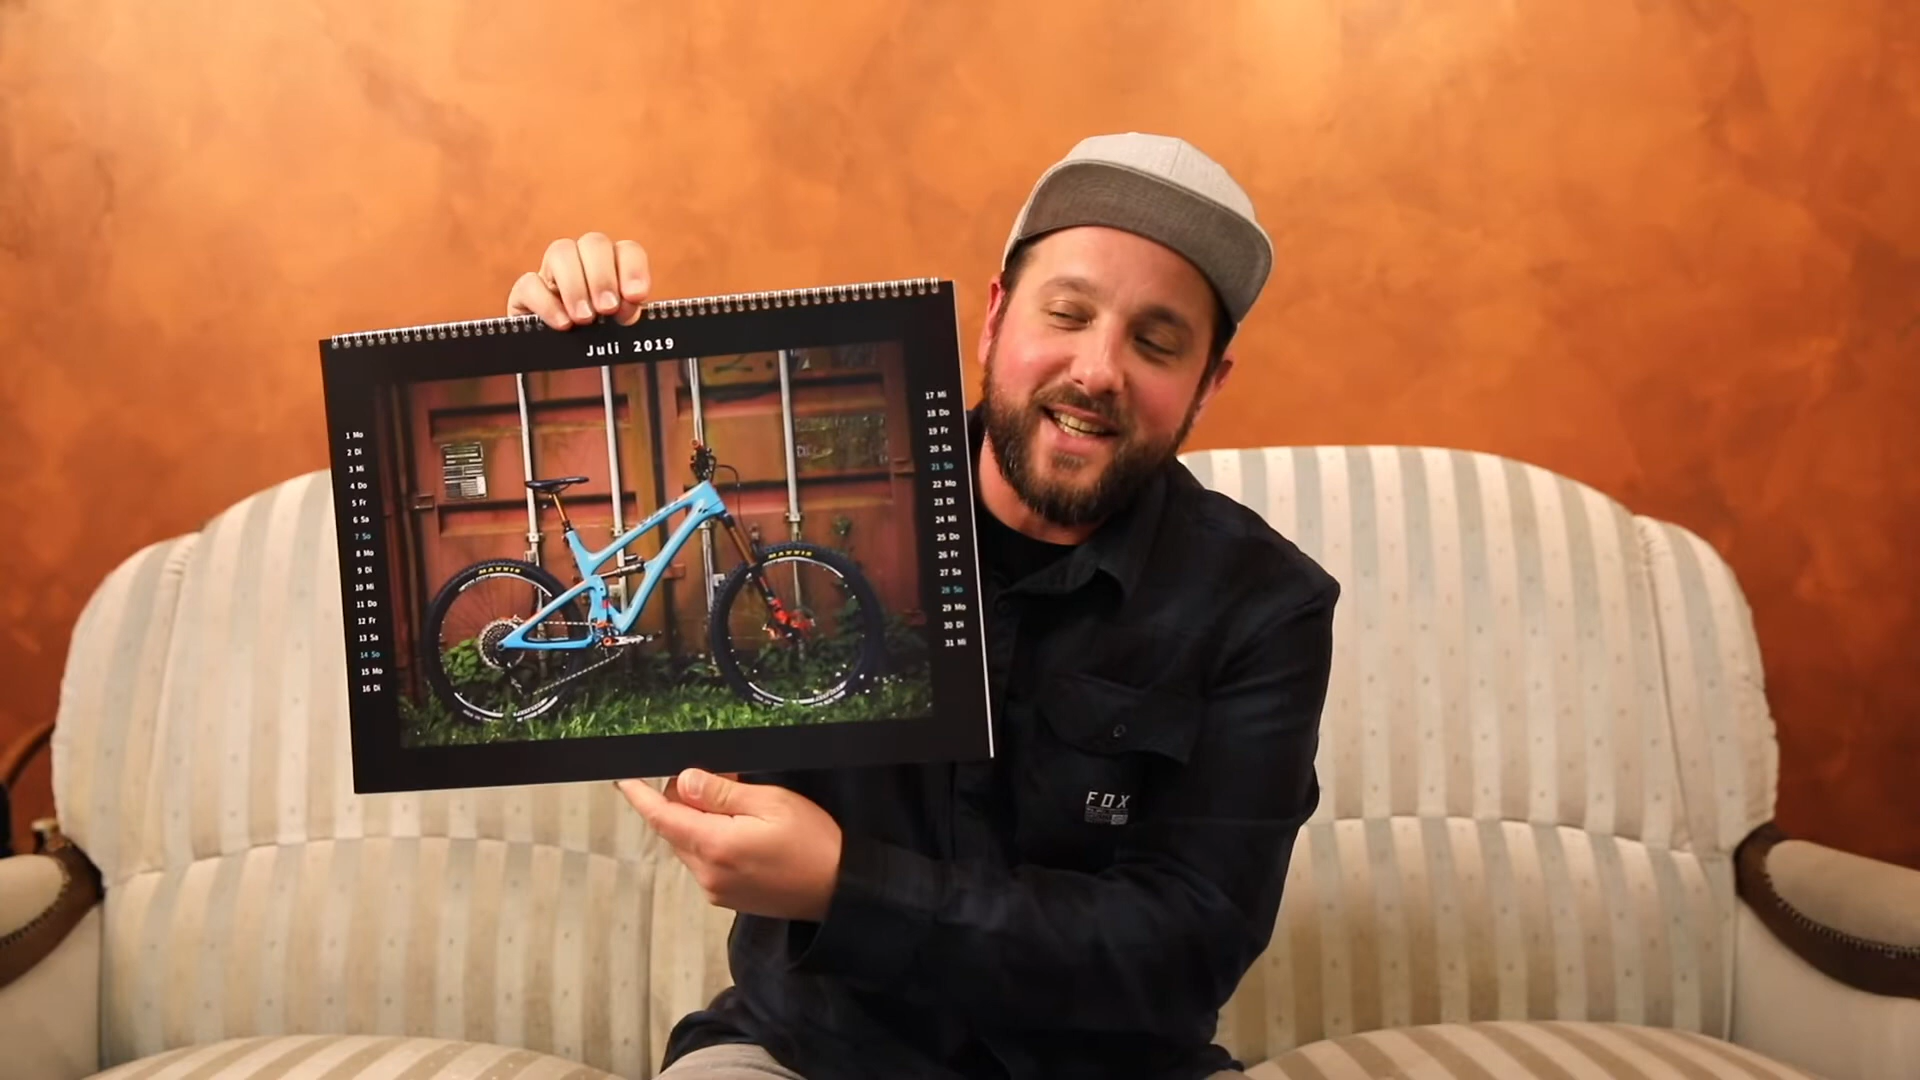 Juli 2019
1 Mo
2 Di
3 Mi
4 Do
5 Fr
6 Sa
7 So
8 Mo
9 Di
10 Mi
11 Do
12 Fr
13 Sa
14 So
15 Mo
16 Di
17 Mi
18 Do
19 Fr
20 Sa
21 So
22 Mo
23 Di
24 Mi
25 Do
26 Fr
27 Sa
28 So
29 Mo
30 Di
31 Mi
MAXXIS
MAXXIS
FOX